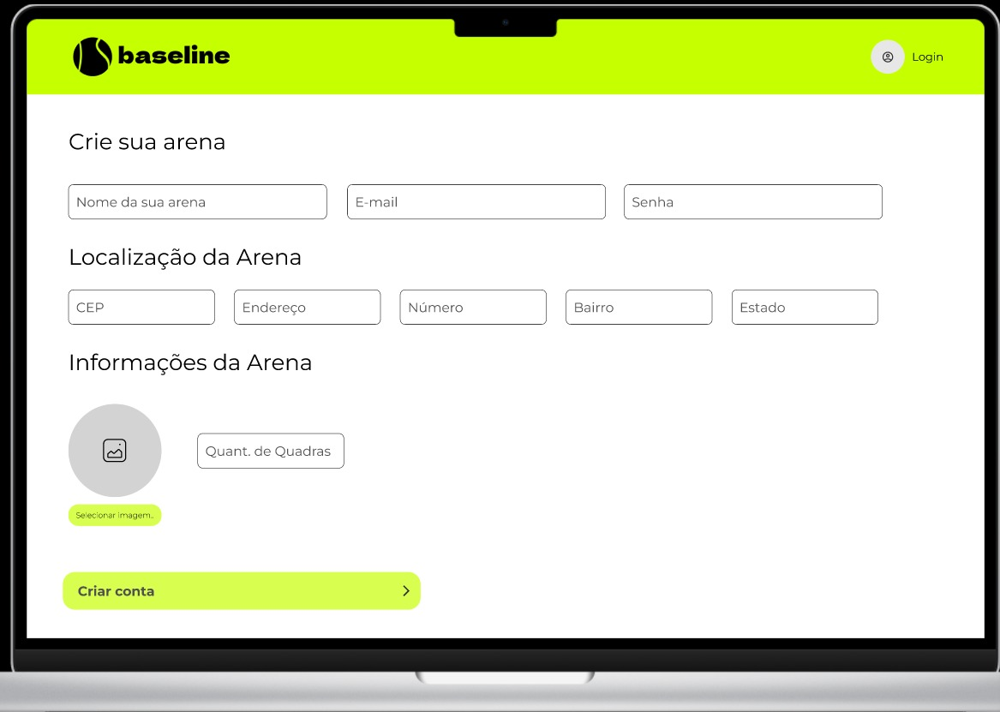 baseline
Login
Crie sua arena
Nome da sua arena
E-mail
Senha
Localização da Arena
CEP
Endereço
Número
Bairro
Estado
Informações da Arena
Quant. de Quadras
Selecionar imagem..
Criar conta